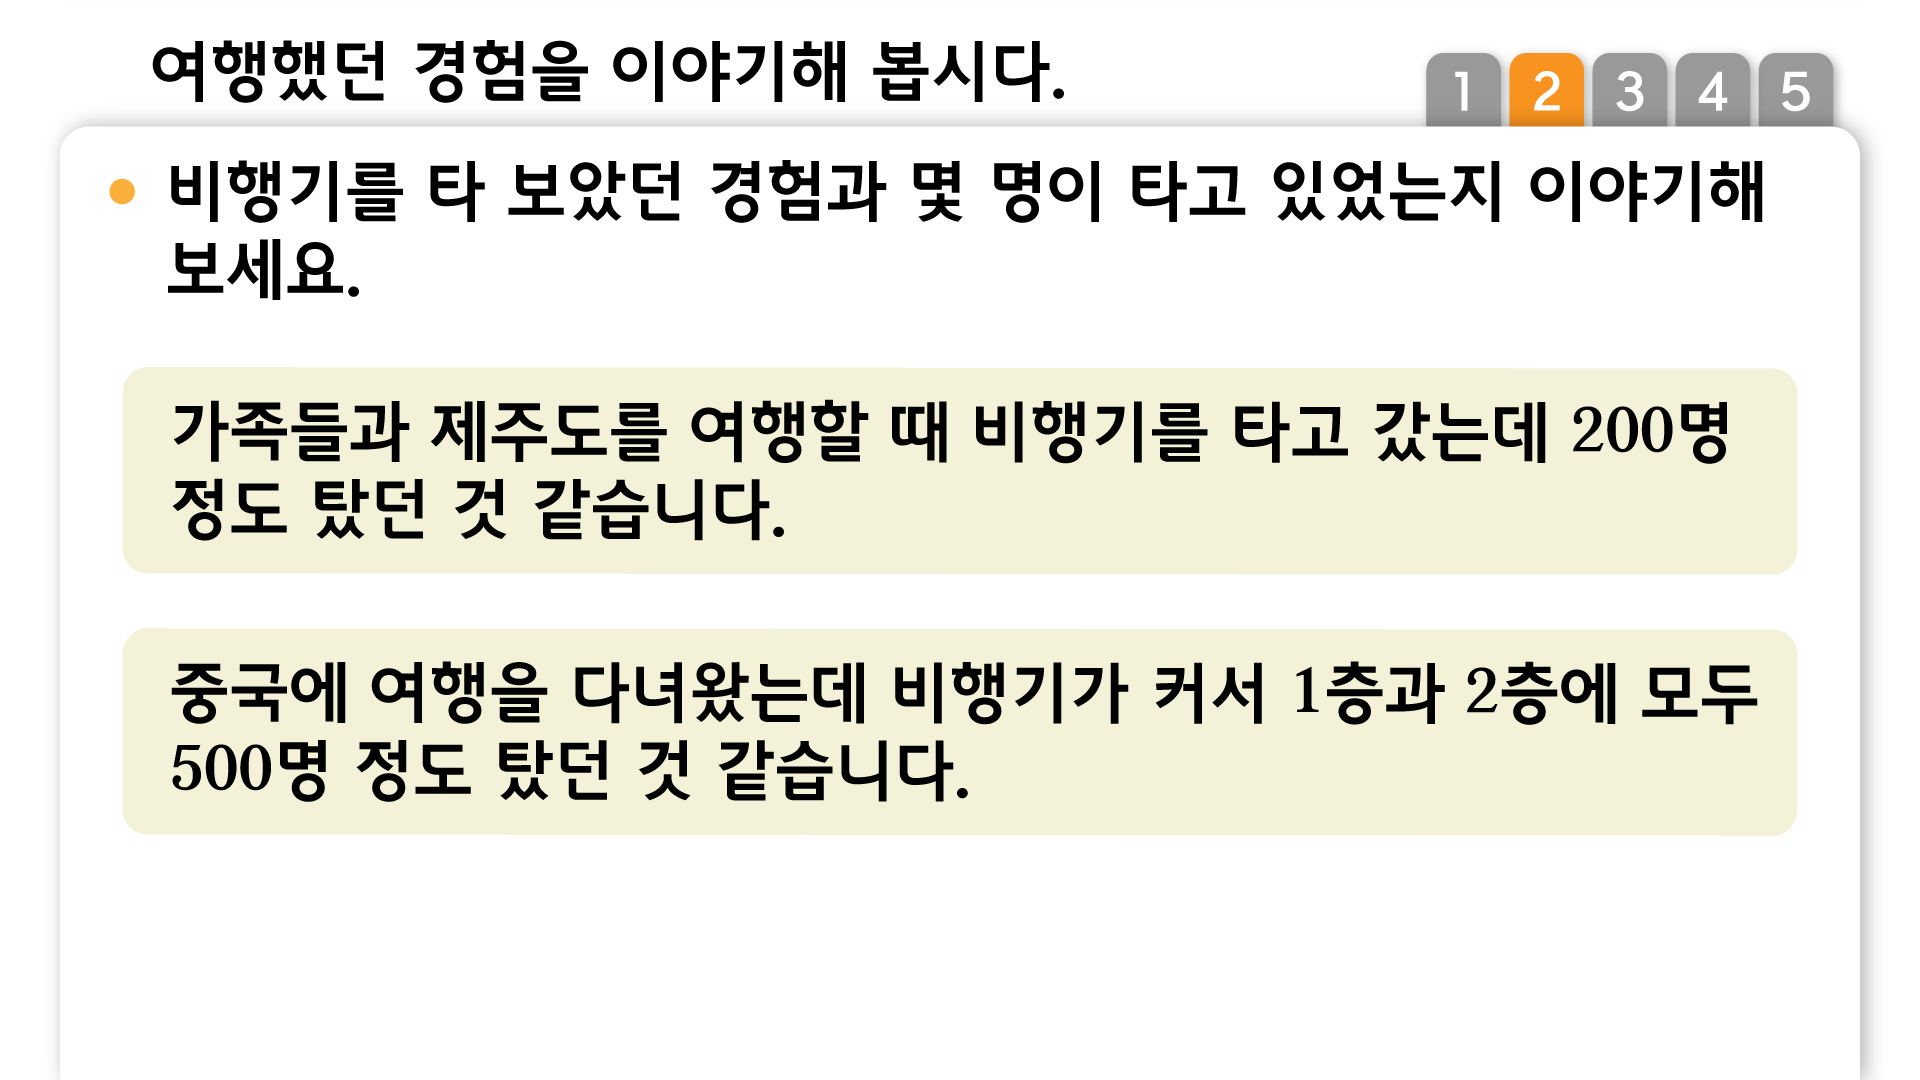 여행했던 경험을 이야기해 봅시다.
1 2 3 4 5
비행기를 타 보았던 경험과 몇 명이 타고 있었는지 이야기해
보세요.
가족들과 제주도를 여행할 때 비행기를 타고 갔는데 200명
정도 탔던 것 같습니다.
중국에 여행을 다녀왔는데 비행기가 커서 1층과 2층에 모두
500명 정도 탔던 것 같습니다.